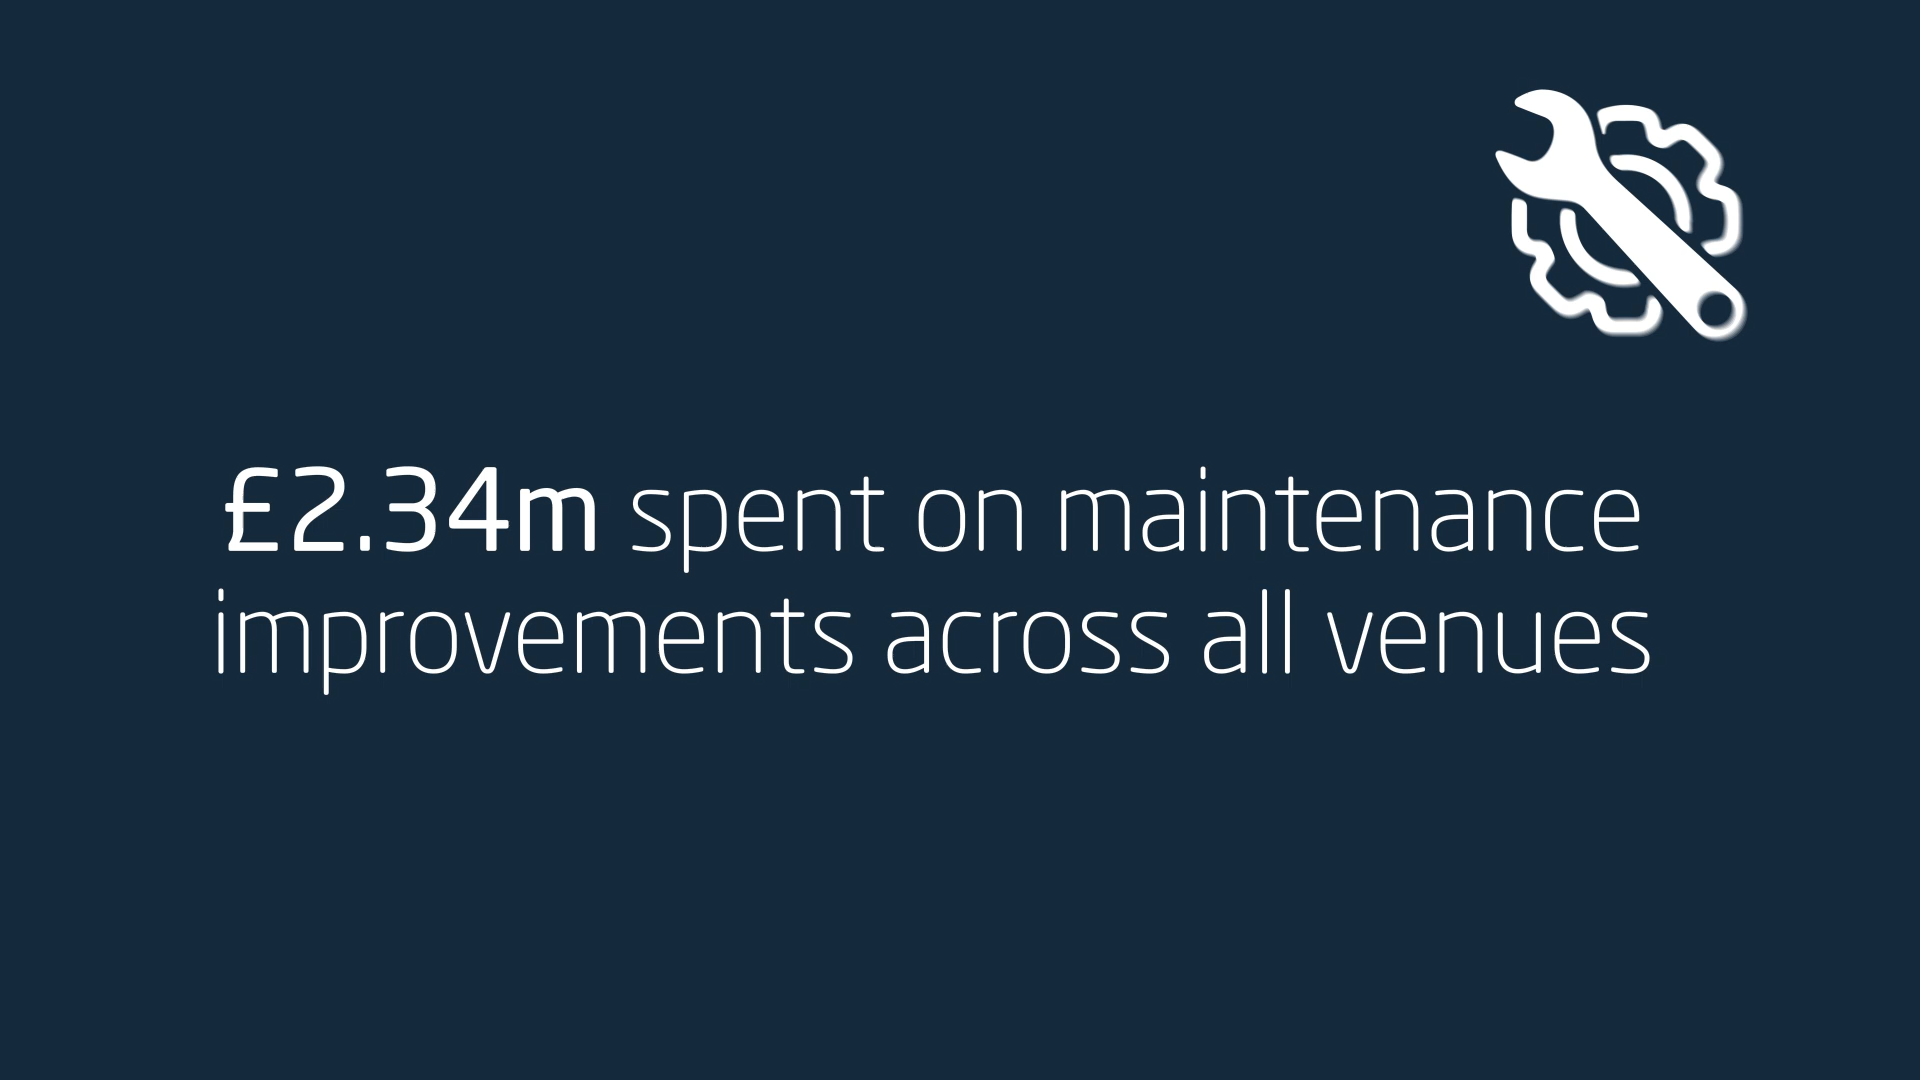 £2.34m spent on maintenance
improvements across all venues